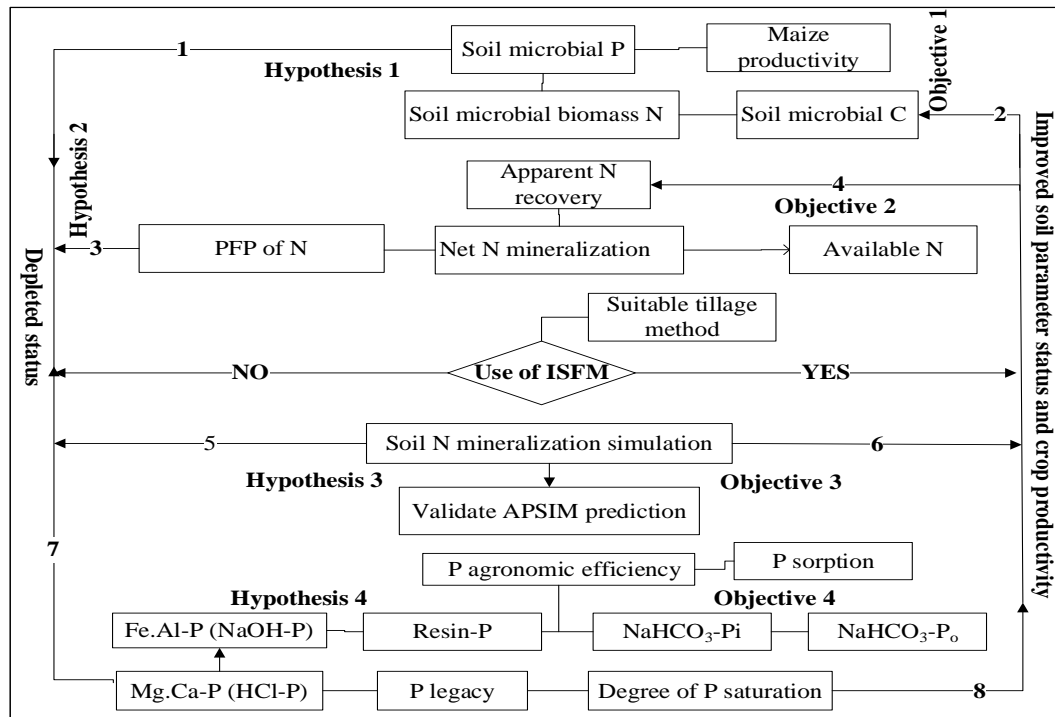 1
Soil microbial P
Maize
productivity
Hypothesis 1
Objective 1
Soil microbial biomass N
Soil microbial C
2
Hypothesis 2
Apparent N
recovery
4
Objective 2
3
PFP of N
Net N mineralization
Available N
Depleted status
Improved soil parameter status and crop productivity
Suitable tillage
method
NO
Use of ISFM
YES
5
Soil N mineralization simulation
6
Hypothesis 3
Objective 3
Validate APSIM prediction
7
P agronomic efficiency
P sorption
Hypothesis 4
Objective 4
Fe.Al-P (NaOH-P)
Resin-P
NaHCO₃-Pi
NaHCO₃-Pₒ
Mg.Ca-P (HCl-P)
P legacy
Degree of P saturation
8